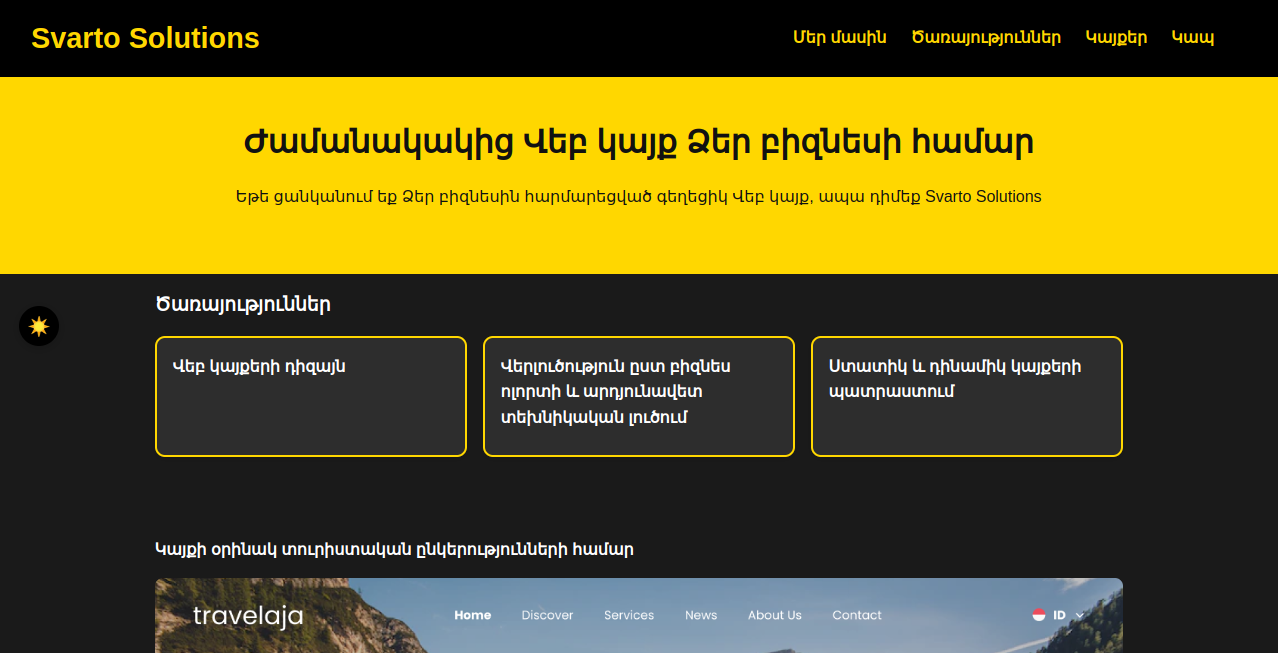 Svarto Solutions
Մեր մասին Ծառայություններ Կայքեր Կապ
Ժամանակակից Վեբ կայք Ձեր բիզնեսի համար
Եթե ցանկանում եք Ձեր բիզնեսին հարմարեցված գեղեցիկ Վեբ կայք, ապա դիմեք Svarto Solutions
Ծառայություններ
Վեբ կայքերի դիզայն
Վերլուծություն ըստ բիզնես
ոլորտի և արդյունավետ
տեխնիկական լուծում
Ստատիկ և դինամիկ կայքերի
պատրաստում
Կայքի օրինակ տուրիստական ընկերությունների համար
travelaja
Home Discover Services News About Us Contact
ID